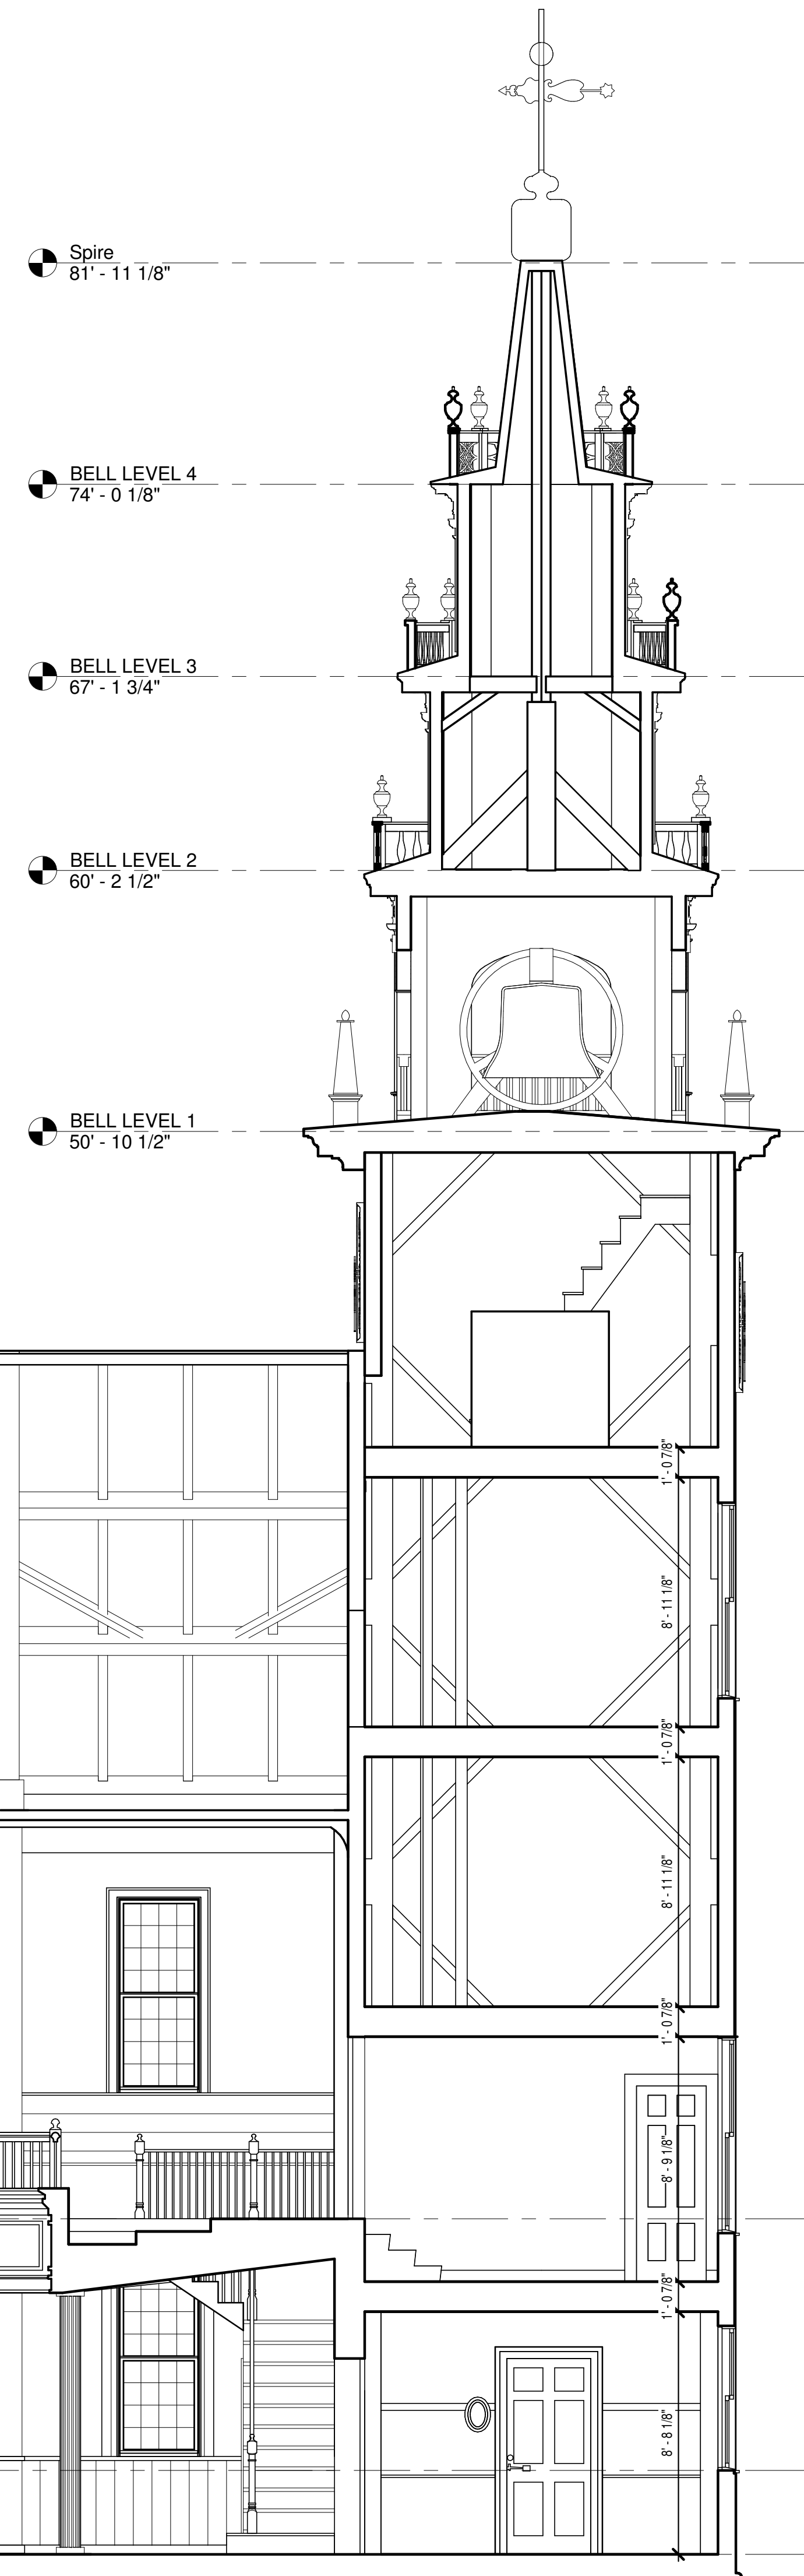 Spire
81' - 11 1/8"
BELL LEVEL 4
74' - 0 1/8"
BELL LEVEL 3
67' - 1 3/4"
BELL LEVEL 2
60' - 2 1/2"
BELL LEVEL 1
50' - 10 1/2"
1' - 0 7/8"
8' - 11 1/8"
1' - 0 7/8"
8' - 11 1/8"
1' - 0 7/8"
8' - 9 1/8"
1' - 0 7/8"
8' - 8 1/8"